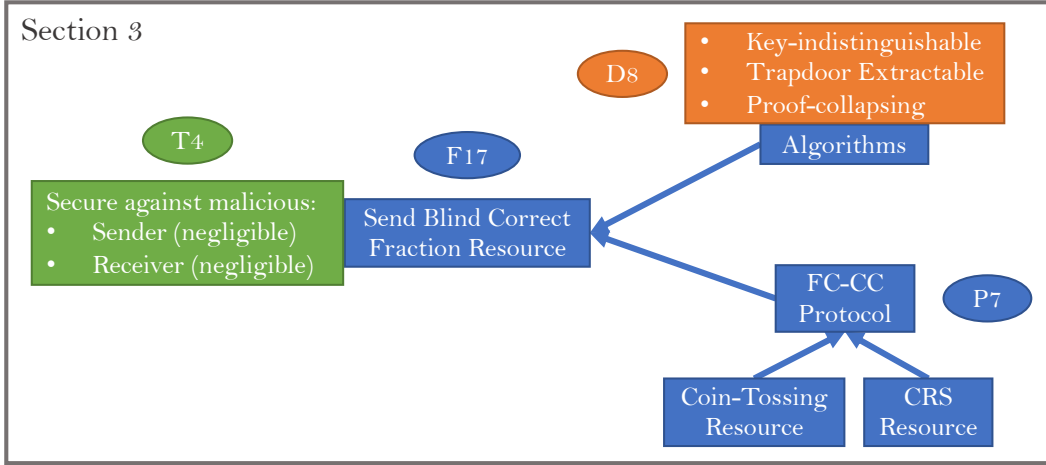 Section 3
D8
• Key-indistinguishable
• Trapdoor Extractable
• Proof-collapsing
Algorithms
T4
F17
Secure against malicious:
• Sender (negligible)
• Receiver (negligible)
Send Blind Correct
Fraction Resource
FC-CC
Protocol
P7
Coin-Tossing
Resource
CRS
Resource